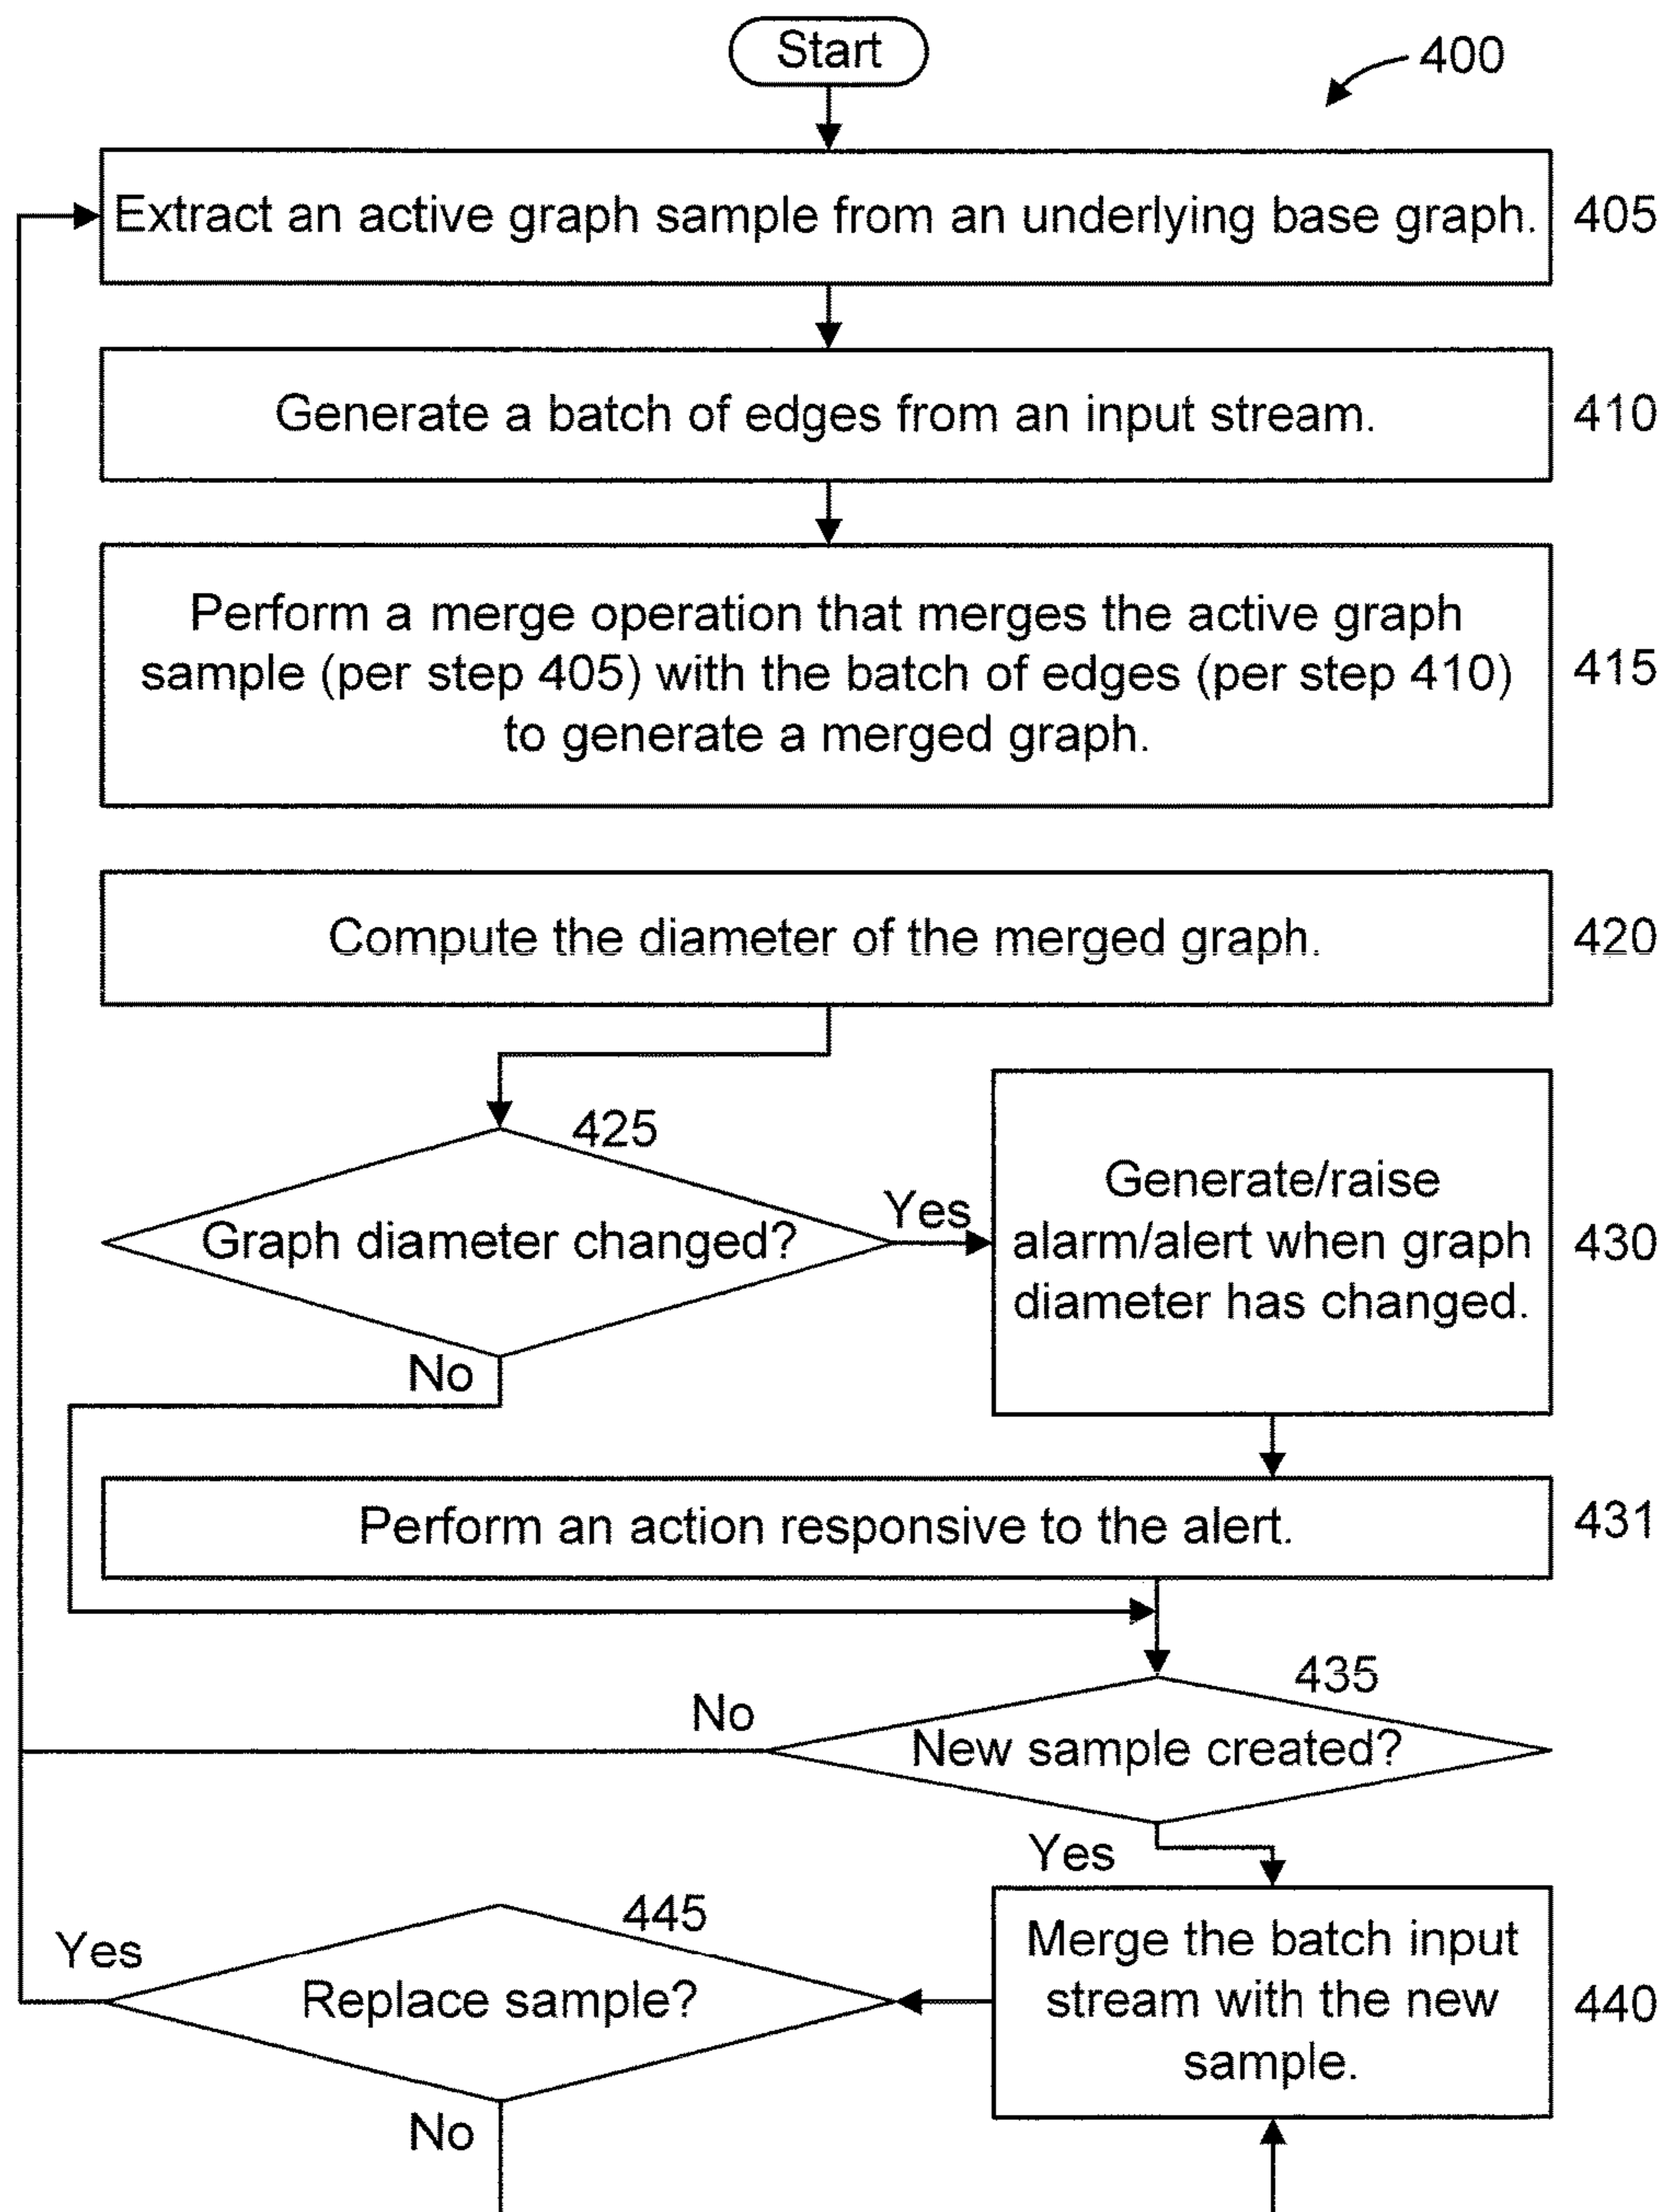 Start
400
Extract an active graph sample from an underlying base graph.
405
Generate a batch of edges from an input stream.
410
Perform a merge operation that merges the active graph
sample (per step 405) with the batch of edges (per step 410)
to generate a merged graph.
415
Compute the diameter of the merged graph.
420
425
Graph diameter changed?
Yes
No
Generate/raise
alarm/alert when graph
diameter has changed.
430
Perform an action responsive to the alert.
431
435
New sample created?
No
Yes
Merge the batch input
stream with the new
sample.
440
445
Replace sample?
Yes
No